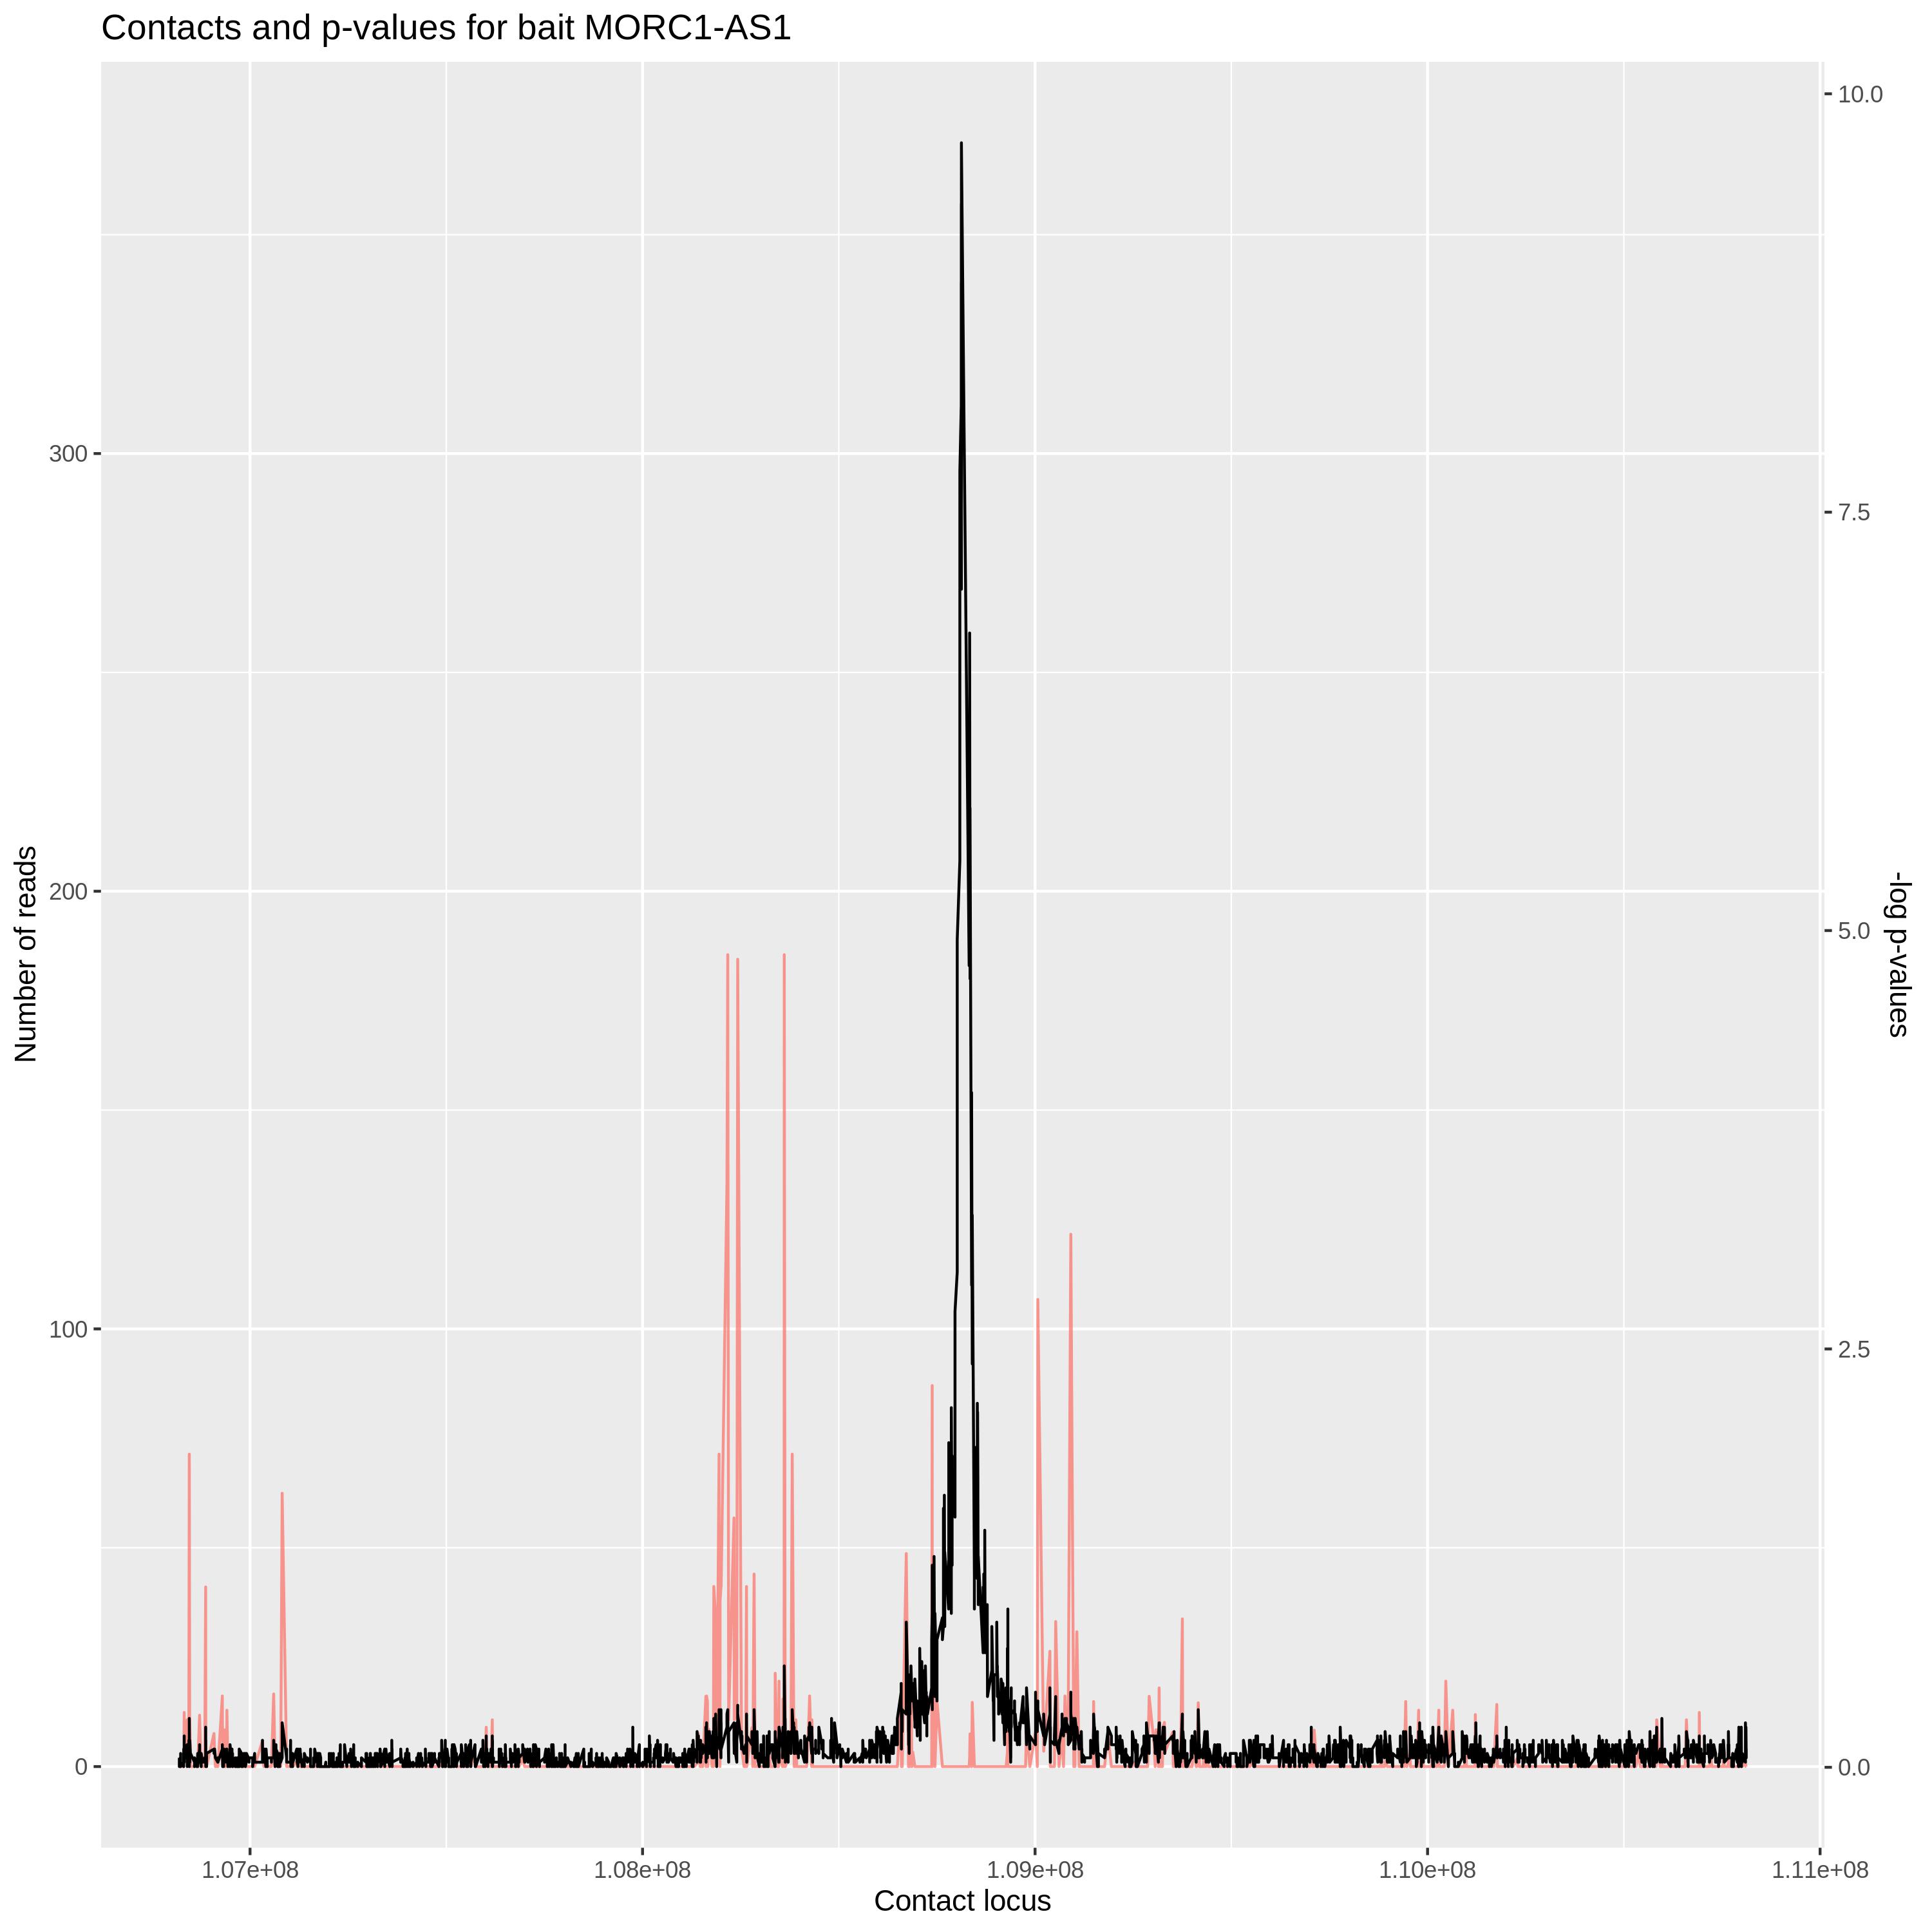 Contacts and p-values for bait MORC1-AS1
10.0
300
7.5
Number of reads
200
5.0
-log p-values
100
2.5
0
0.0
1.07e+08
1.08e+08
1.09e+08
1.10e+08
1.11e+08
Contact locus